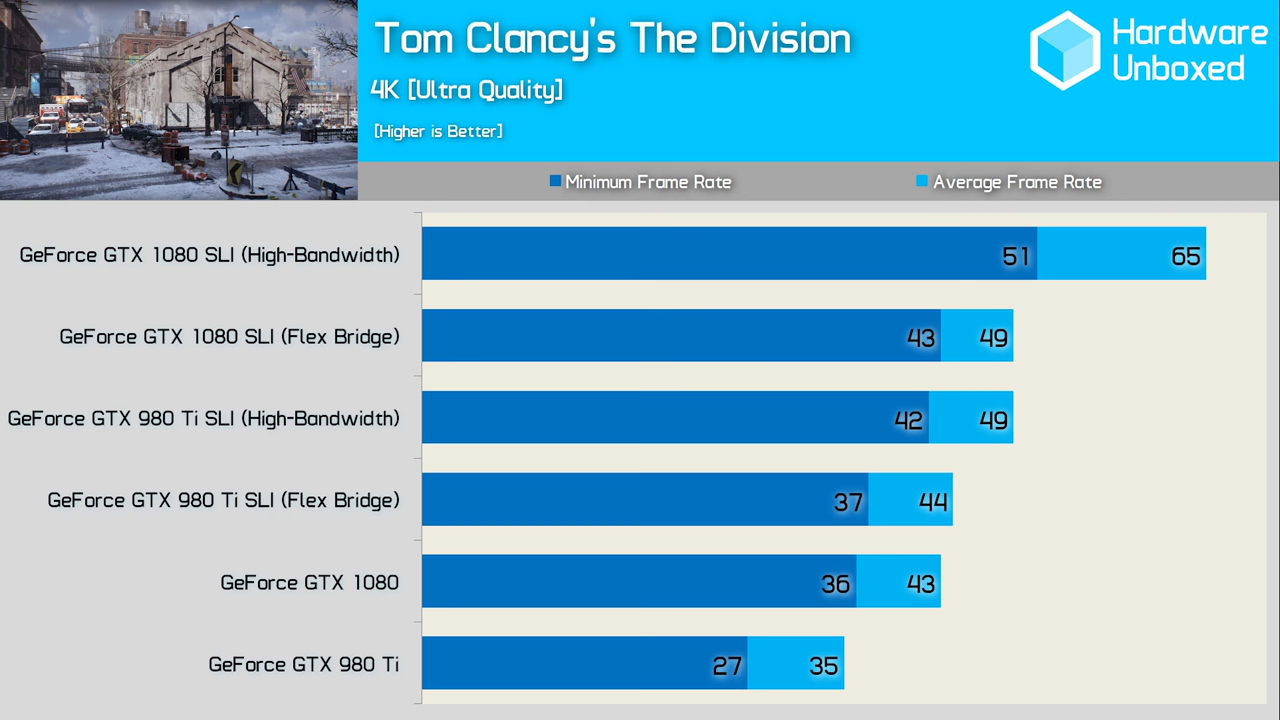 Tom Clancy's The Division
Hardware
Unboxed
4K [Ultra Quality]
[Higher is Better]
Minimum Frame Rate
Average Frame Rate
GeForce GTX 1080 SLI (High-Bandwidth) 51 65
GeForce GTX 1080 SLI (Flex Bridge) 43 49
GeForce GTX 980 Ti SLI (High-Bandwidth) 42 49
GeForce GTX 980 Ti SLI (Flex Bridge) 37 44
GeForce GTX 1080 36 43
GeForce GTX 980 Ti 27 35